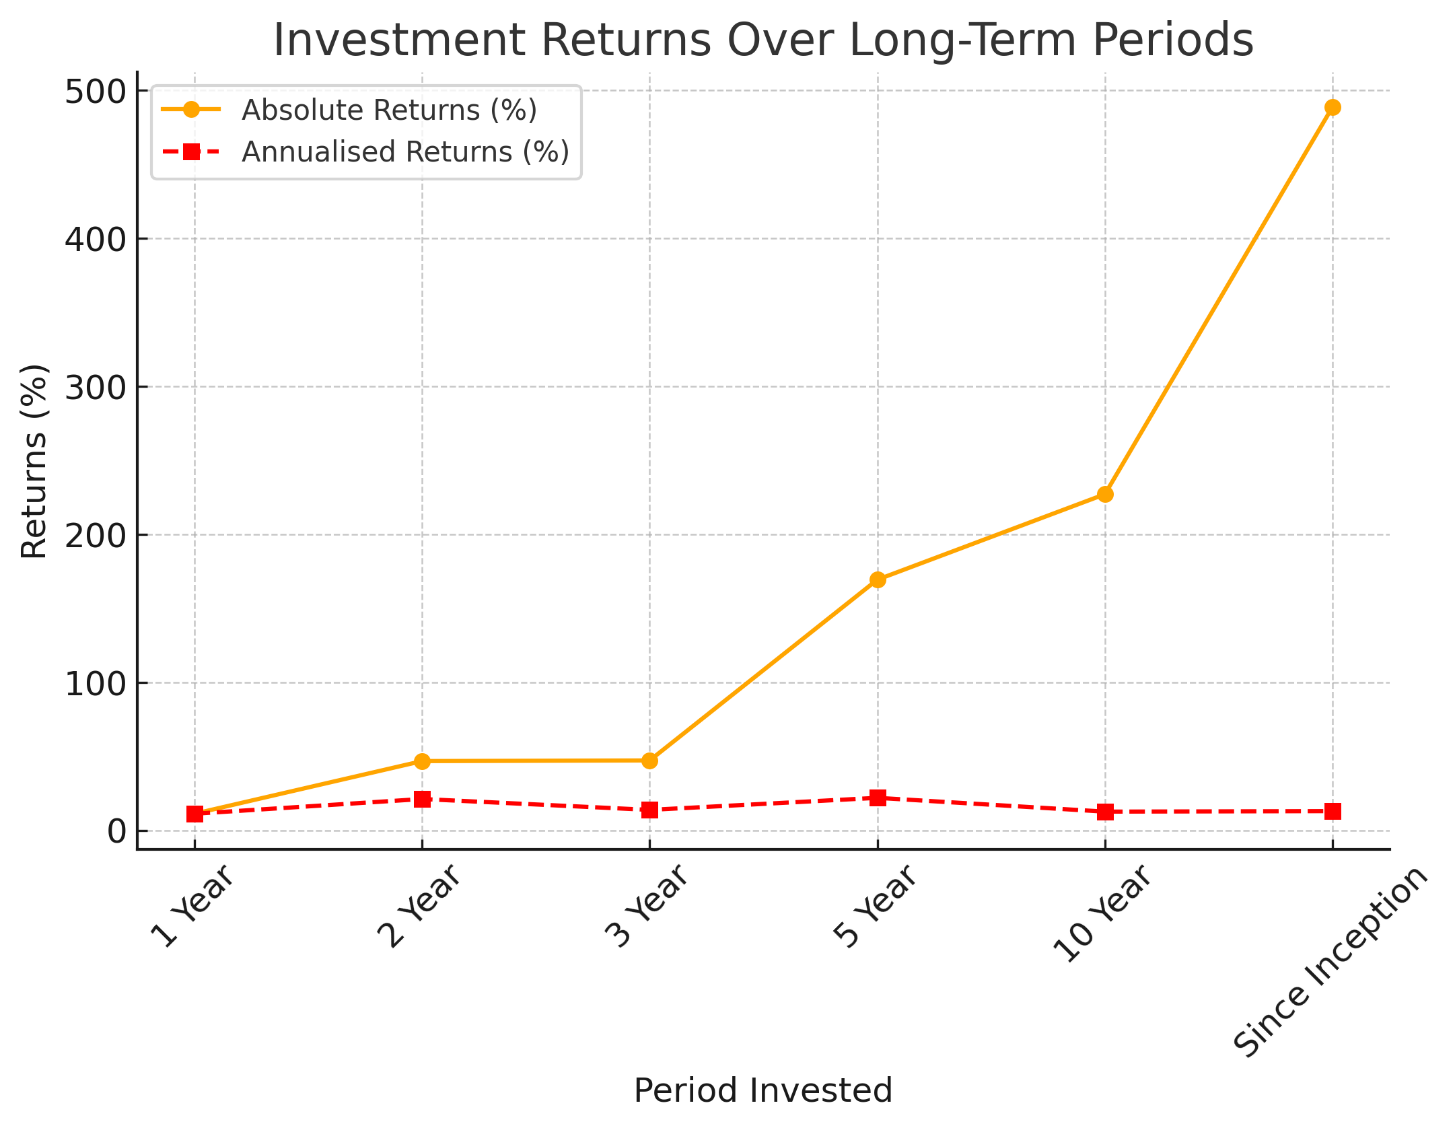 Investment Returns Over Long-Term Periods
Absolute Returns (%)
Annualised Returns (%)
Returns (%)
500
400
300
200
100
0
1 Year
2 Year
3 Year
5 Year
10 Year
Since Inception
Period Invested